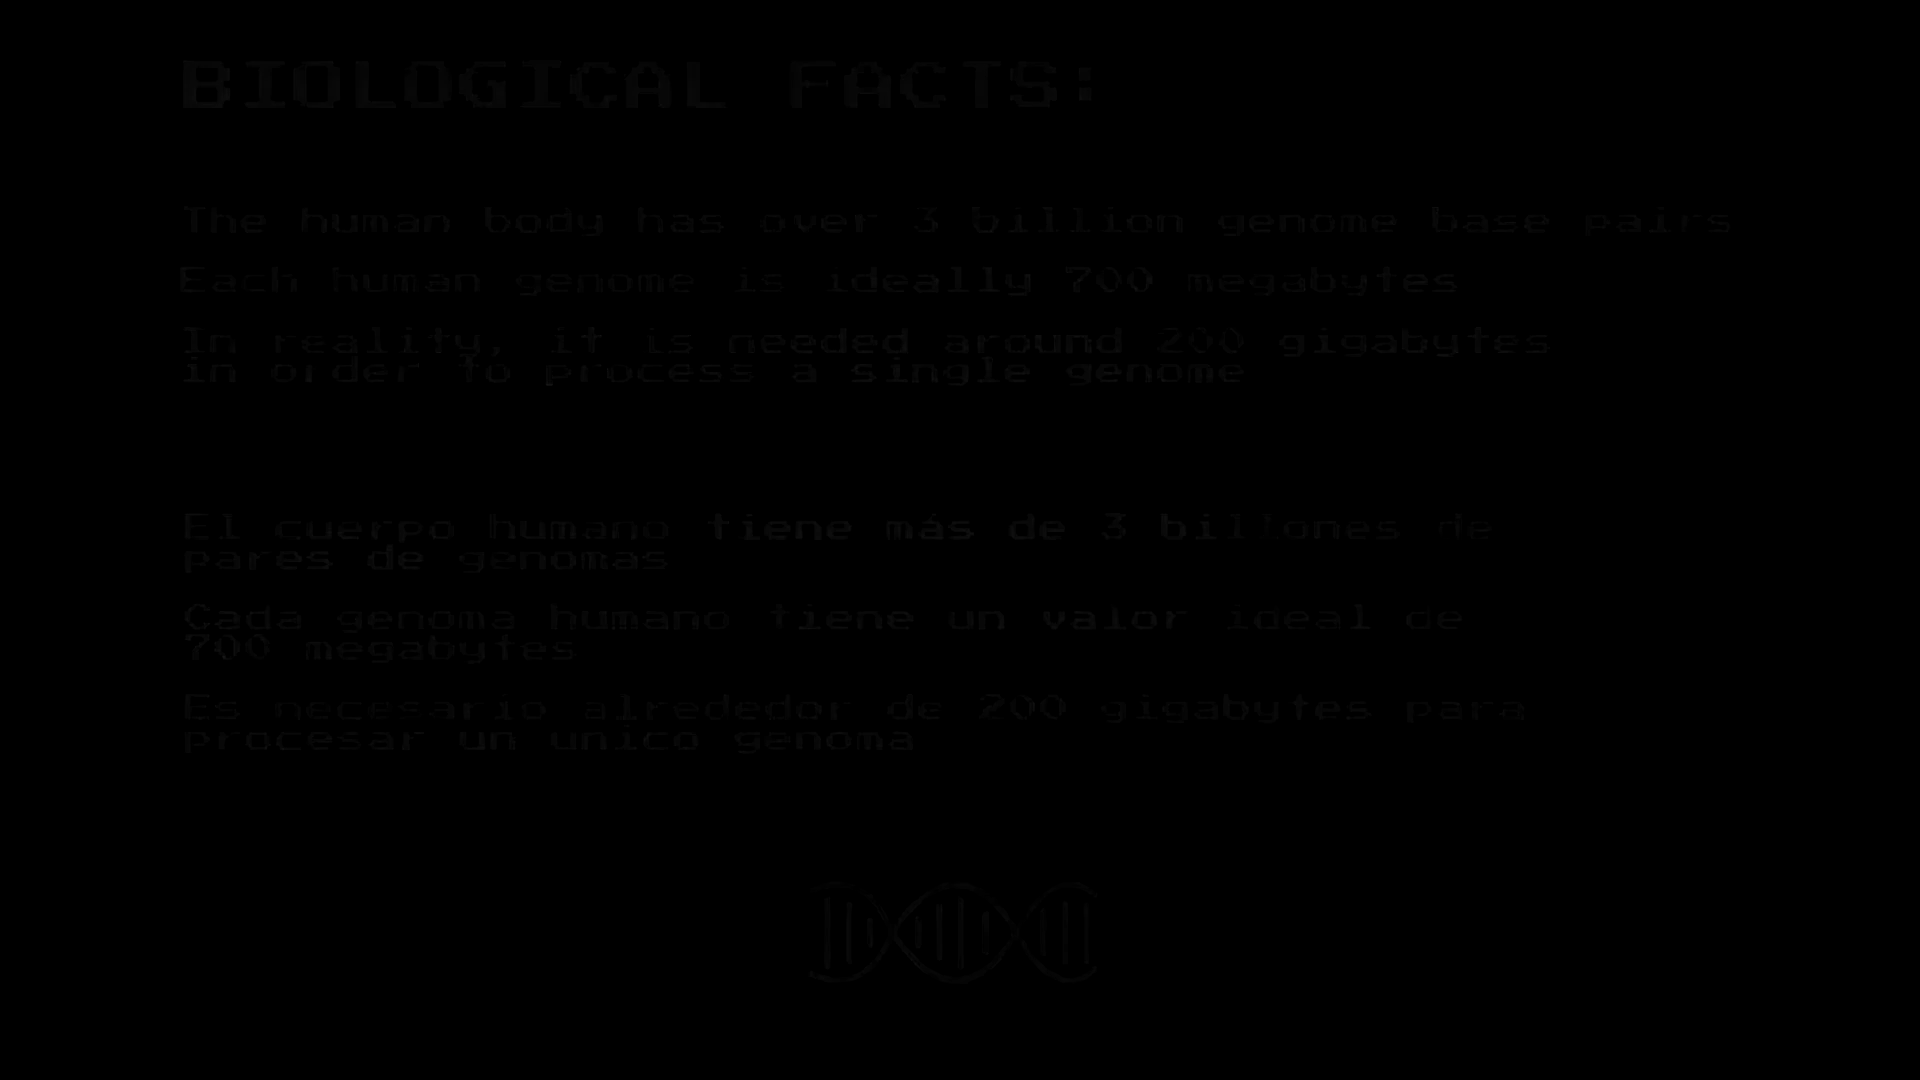 BIOLOGICAL FACTS:
The human body has over 3 billion genome base pairs
Each human genome is ideally 700 megabytes
In reality, it is needed around 200 gigabytes
in order to process a single genome
El cuerpo humano tiene más de 3 billones de
pares de genomas
Cada genoma humano tiene un valor ideal de
700 megabytes
Es necesario alrededor de 200 gigabytes para
procesar un unico genoma